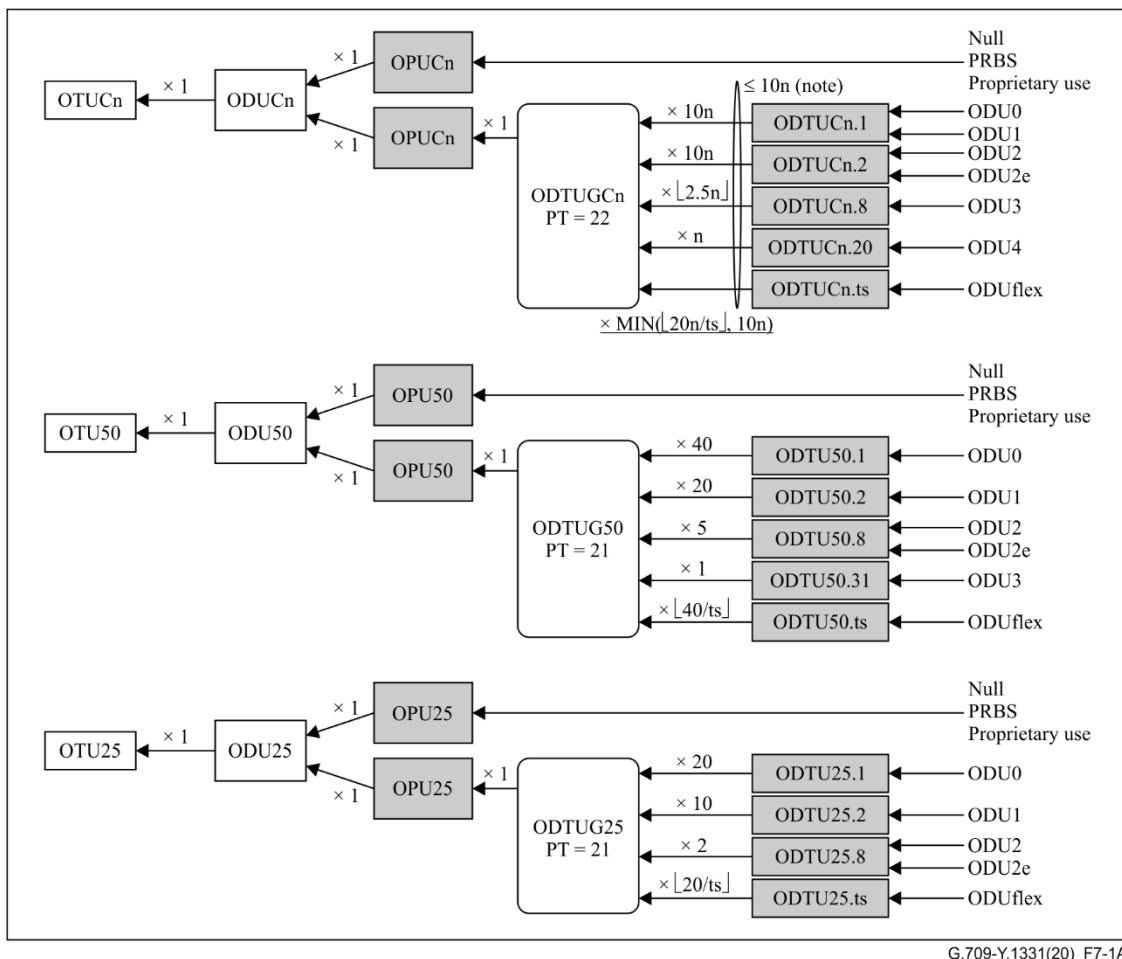 Null
× 1
OPUCn
PRBS
Proprietary use
OTUCn
× 1
ODUCn
≤ 10n (note)
× 1
OPUCn
× 1
ODTUGCn
PT = 22
× 10n
ODTUCn.1
ODU0
ODU1
× 10n
ODTUCn.2
ODU2
ODU2e
× ⌊2.5n⌋
ODTUCn.8
ODU3
× n
ODTUCn.20
ODU4
ODTUCn.ts
ODUflex
× MIN(⌊20n/ts⌋, 10n)
Null
× 1
OPU50
PRBS
Proprietary use
OTU50
× 1
ODU50
× 1
OPU50
× 1
ODTUG50
PT = 21
× 40
ODTU50.1
ODU0
× 20
ODTU50.2
ODU1
× 5
ODTU50.8
ODU2
ODU2e
× 1
ODTU50.31
ODU3
× ⌊40/ts⌋
ODTU50.ts
ODUflex
Null
× 1
OPU25
PRBS
Proprietary use
OTU25
× 1
ODU25
× 1
OPU25
× 1
ODTUG25
PT = 21
× 20
ODTU25.1
ODU0
× 10
ODTU25.2
ODU1
× 2
ODTU25.8
ODU2
ODU2e
× ⌊20/ts⌋
ODTU25.ts
ODUflex
G.709-Y.1331(20)_F7-1A